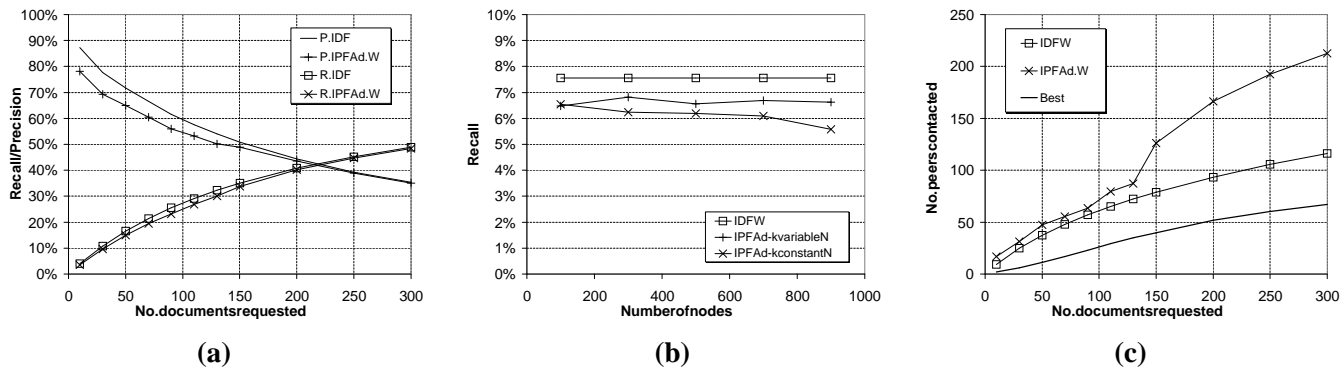 100%
90%
80%
70%
60%
50%
40%
30%
20%
10%
0%
Recall/Precision
P.IDF
P.IPFAd.W
R.IDF
R.IPFAd.W
0 50 100 150 200 250 300
No.documentsrequested
(a)
10%
9%
8%
7%
6%
5%
4%
3%
2%
1%
0%
Recall
IDFW
IPFAd-kvariableN
IPFAd-kconstantN
0 200 400 600 800 1000
Numberofnodes
(b)
250
200
150
100
50
0
No.peerscontacted
IDFW
IPFAd.W
Best
0 50 100 150 200 250 300
No.documentsrequested
(c)